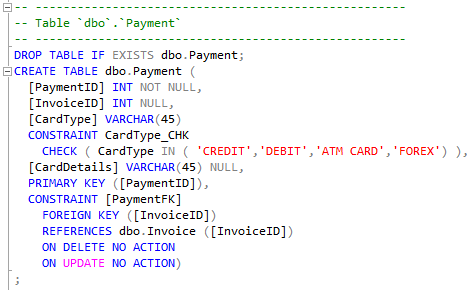 -- -----------------------------------------------------
-- Table `dbo`.`Payment`
-- -----------------------------------------------------
DROP TABLE IF EXISTS dbo.Payment;
CREATE TABLE dbo.Payment (
  [PaymentID] INT NOT NULL,
  [InvoiceID] INT NULL,
  [CardType] VARCHAR(45)
  CONSTRAINT CardType_CHK
    CHECK ( CardType IN ( 'CREDIT','DEBIT','ATM CARD','FOREX') ),
  [CardDetails] VARCHAR(45) NULL,
  PRIMARY KEY ([PaymentID]),
  CONSTRAINT [PaymentFK]
    FOREIGN KEY ([InvoiceID])
    REFERENCES dbo.Invoice ([InvoiceID])
    ON DELETE NO ACTION
    ON UPDATE NO ACTION)
;